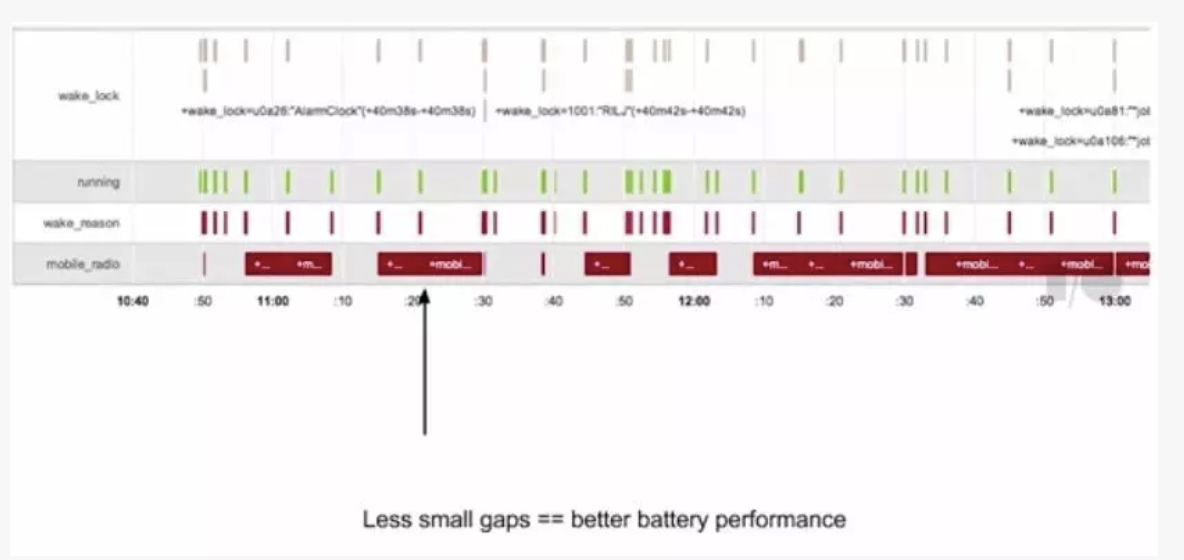 wake_lock
+wake_lock=u0a26:"AlarmClock"(+40m38s-+40m38s) +wake_lock=1001:"RILJ"(+40m42s-+40m42s) +wake_lock=u0a81:"*jol
+wake_lock=u0a106:"*jol
running
wake_reason
mobile_radio +... +m... +... +mobi... +... +... +m... +... +mobi... +mobi... +... +mobi... +mo
10:40 :50 11:00 :10 :20 :30 :40 :50 12:00 :10 :20 :30 :40 :50 13:00
Less small gaps == better battery performance